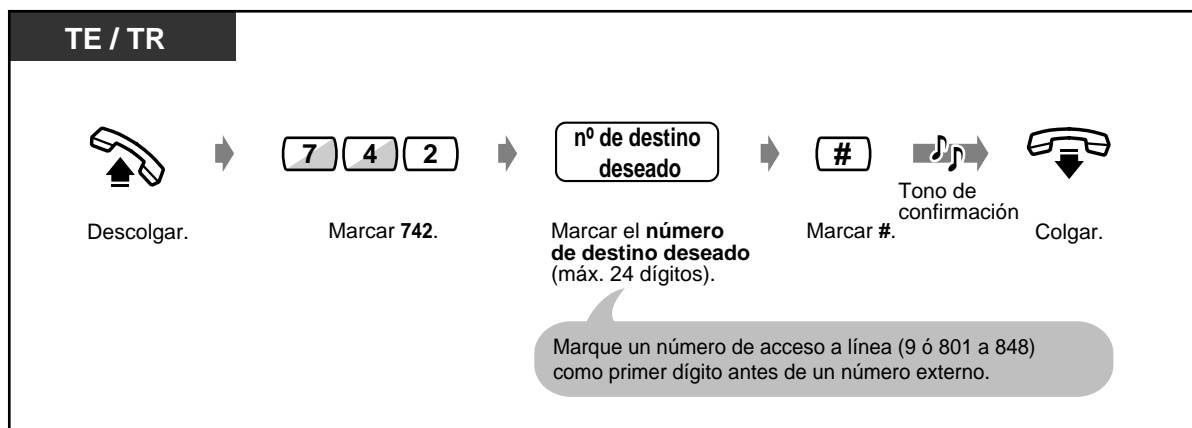 TE / TR
7 4 2
nº de destino
deseado
#
Tono de
confirmación
Descolgar.
Marcar 742.
Marcar el número
de destino deseado
(máx. 24 dígitos).
Marcar #.
Colgar.
Marque un número de acceso a línea (9 ó 801 a 848)
como primer dígito antes de un número externo.